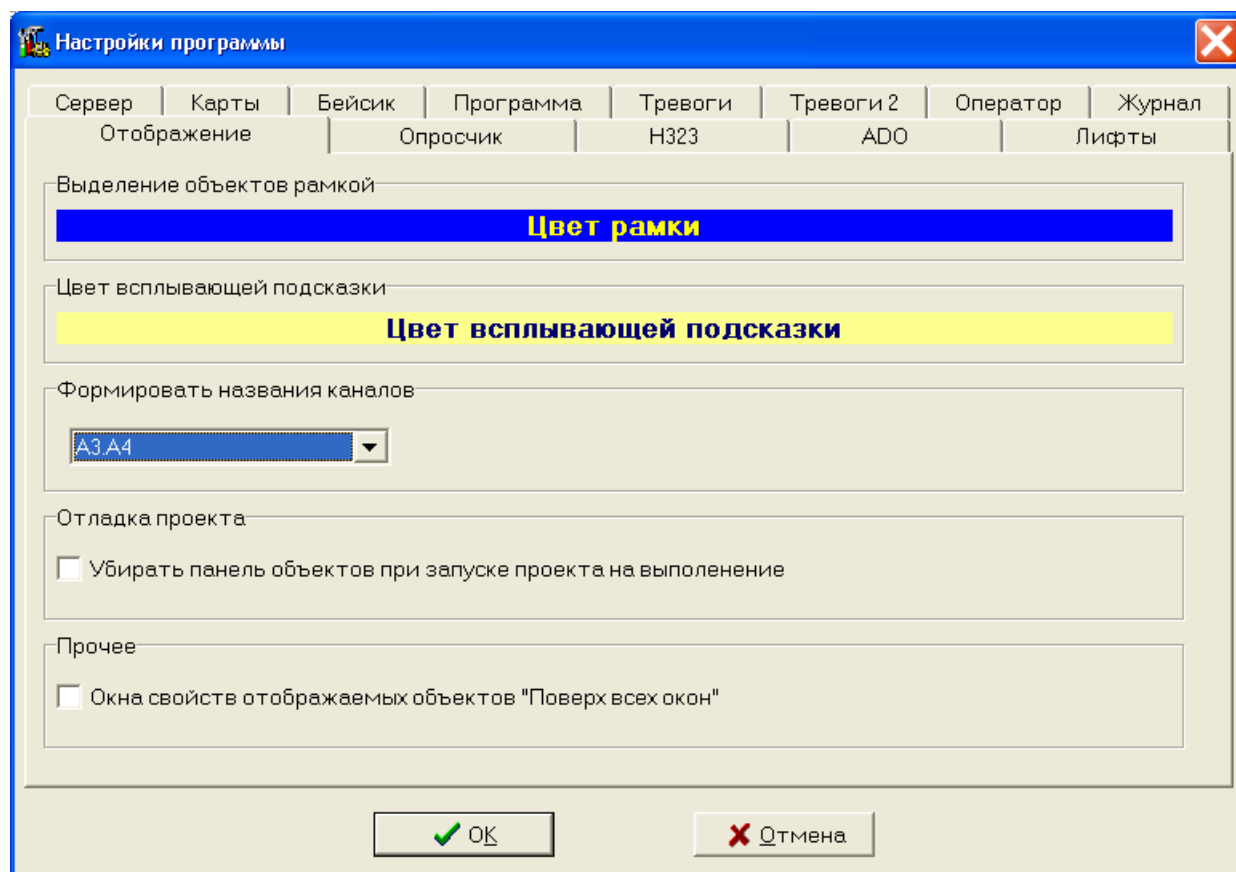 Настройки программы
Сервер Карты Бейсик Программа Тревоги Тревоги 2 Оператор Журнал
Отображение Опросчик H323 ADO Лифты
Выделение объектов рамкой
Цвет рамки
Цвет всплывающей подсказки
Цвет всплывающей подсказки
Формировать названия каналов
A3.A4
Отладка проекта
Убирать панель объектов при запуске проекта на выполенение
Прочее
Окна свойств отображаемых объектов "Поверх всех окон"
OK Отмена